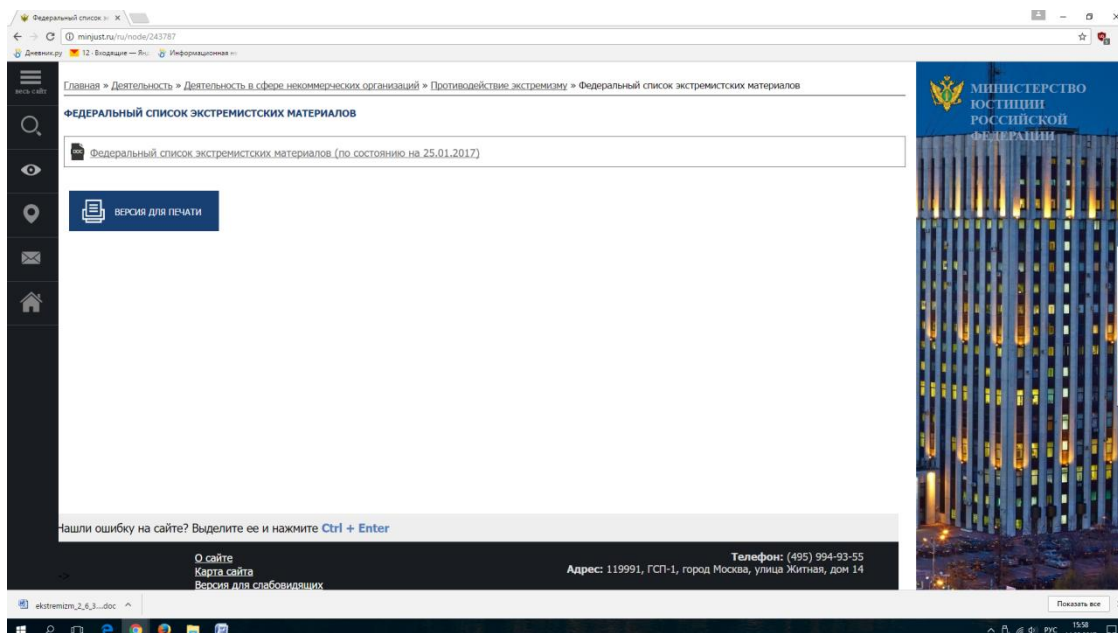 Федеральный список э
minjust.ru/ru/node/243787
Дневник.ру
12 · Входящие — Ян
Информационная
весь сайт
Главная » Деятельность » Деятельность в сфере некоммерческих организаций » Противодействие экстремизму » Федеральный список экстремистских материалов
ФЕДЕРАЛЬНЫЙ СПИСОК ЭКСТРЕМИСТСКИХ МАТЕРИАЛОВ
Федеральный список экстремистских материалов (по состоянию на 25.01.2017)
ВЕРСИЯ ДЛЯ ПЕЧАТИ
МИНИСТЕРСТВО
ЮСТИЦИИ
РОССИЙСКОЙ
ФЕДЕРАЦИИ
Нашли ошибку на сайте? Выделите ее и нажмите Ctrl + Enter
О сайте
Карта сайта
Версия для слабовидящих
Телефон: (495) 994-93-55
Адрес: 119991, ГСП-1, город Москва, улица Житная, дом 14
ekstremizm_2_6_3....doc
Показать все
РУС
15:58